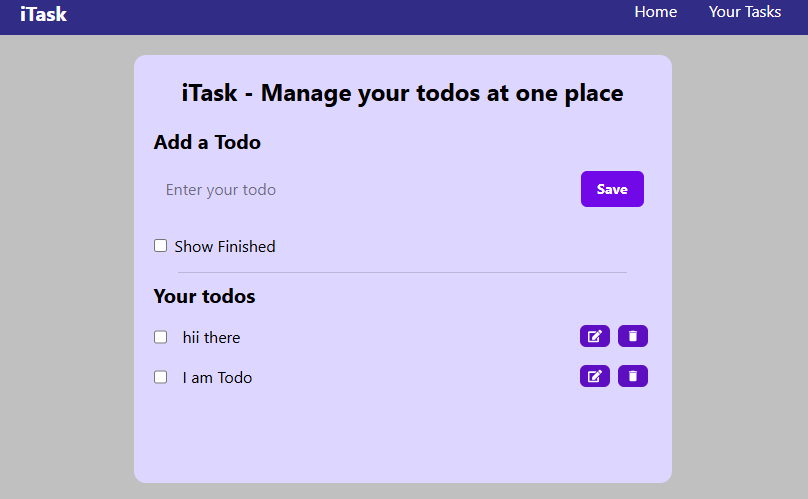 iTask Home Your Tasks
iTask - Manage your todos at one place
Add a Todo
Enter your todo Save
Show Finished
Your todos
hii there
I am Todo